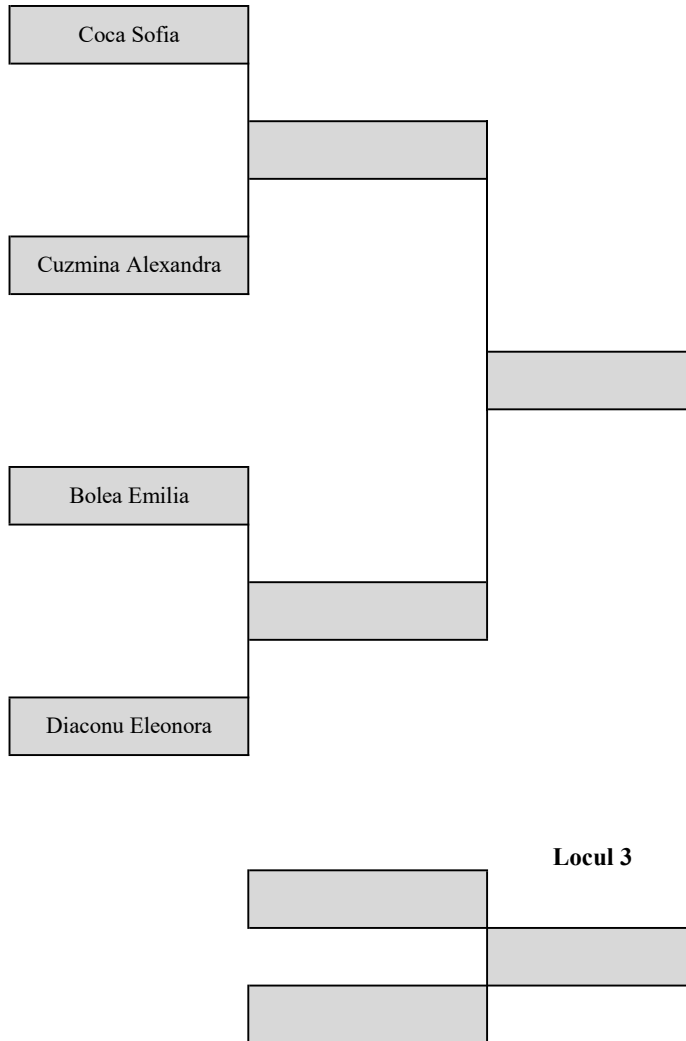 Coca Sofia
Cuzmina Alexandra
Bolea Emilia
Diaconu Eleonora
Locul 3